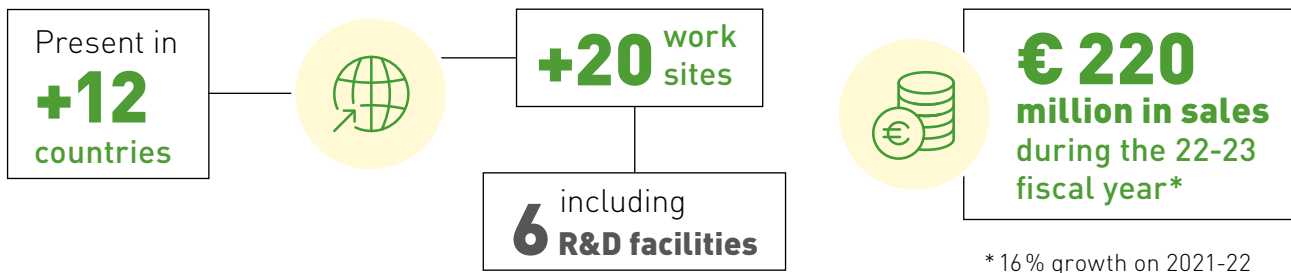 Present in
+12
countries
+20 work
sites
6 including
R&D facilities
€
€ 220
million in sales
during the 22-23
fiscal year*
* 16 % growth on 2021-22